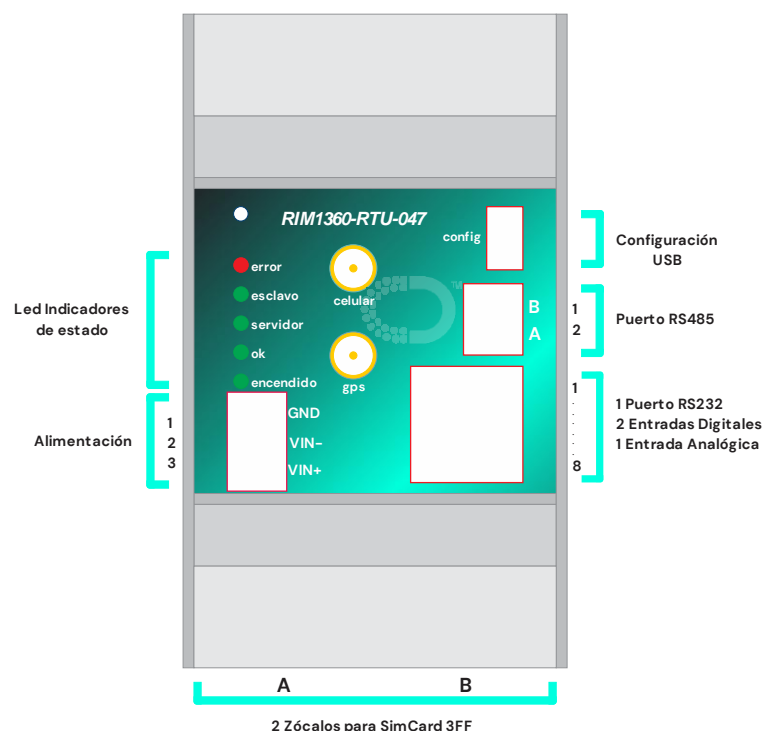 RIM1360-RTU-047
config
error
esclavo
servidor
ok
encendido
celular
TM
gps
B
A
GND
VIN-
VIN+
Led Indicadores
de estado
Alimentación
1
2
3
Configuración
USB
1
2
Puerto RS485
1
8
1 Puerto RS232
2 Entradas Digitales
1 Entrada Analógica
A
B
2 Zócalos para SimCard 3FF